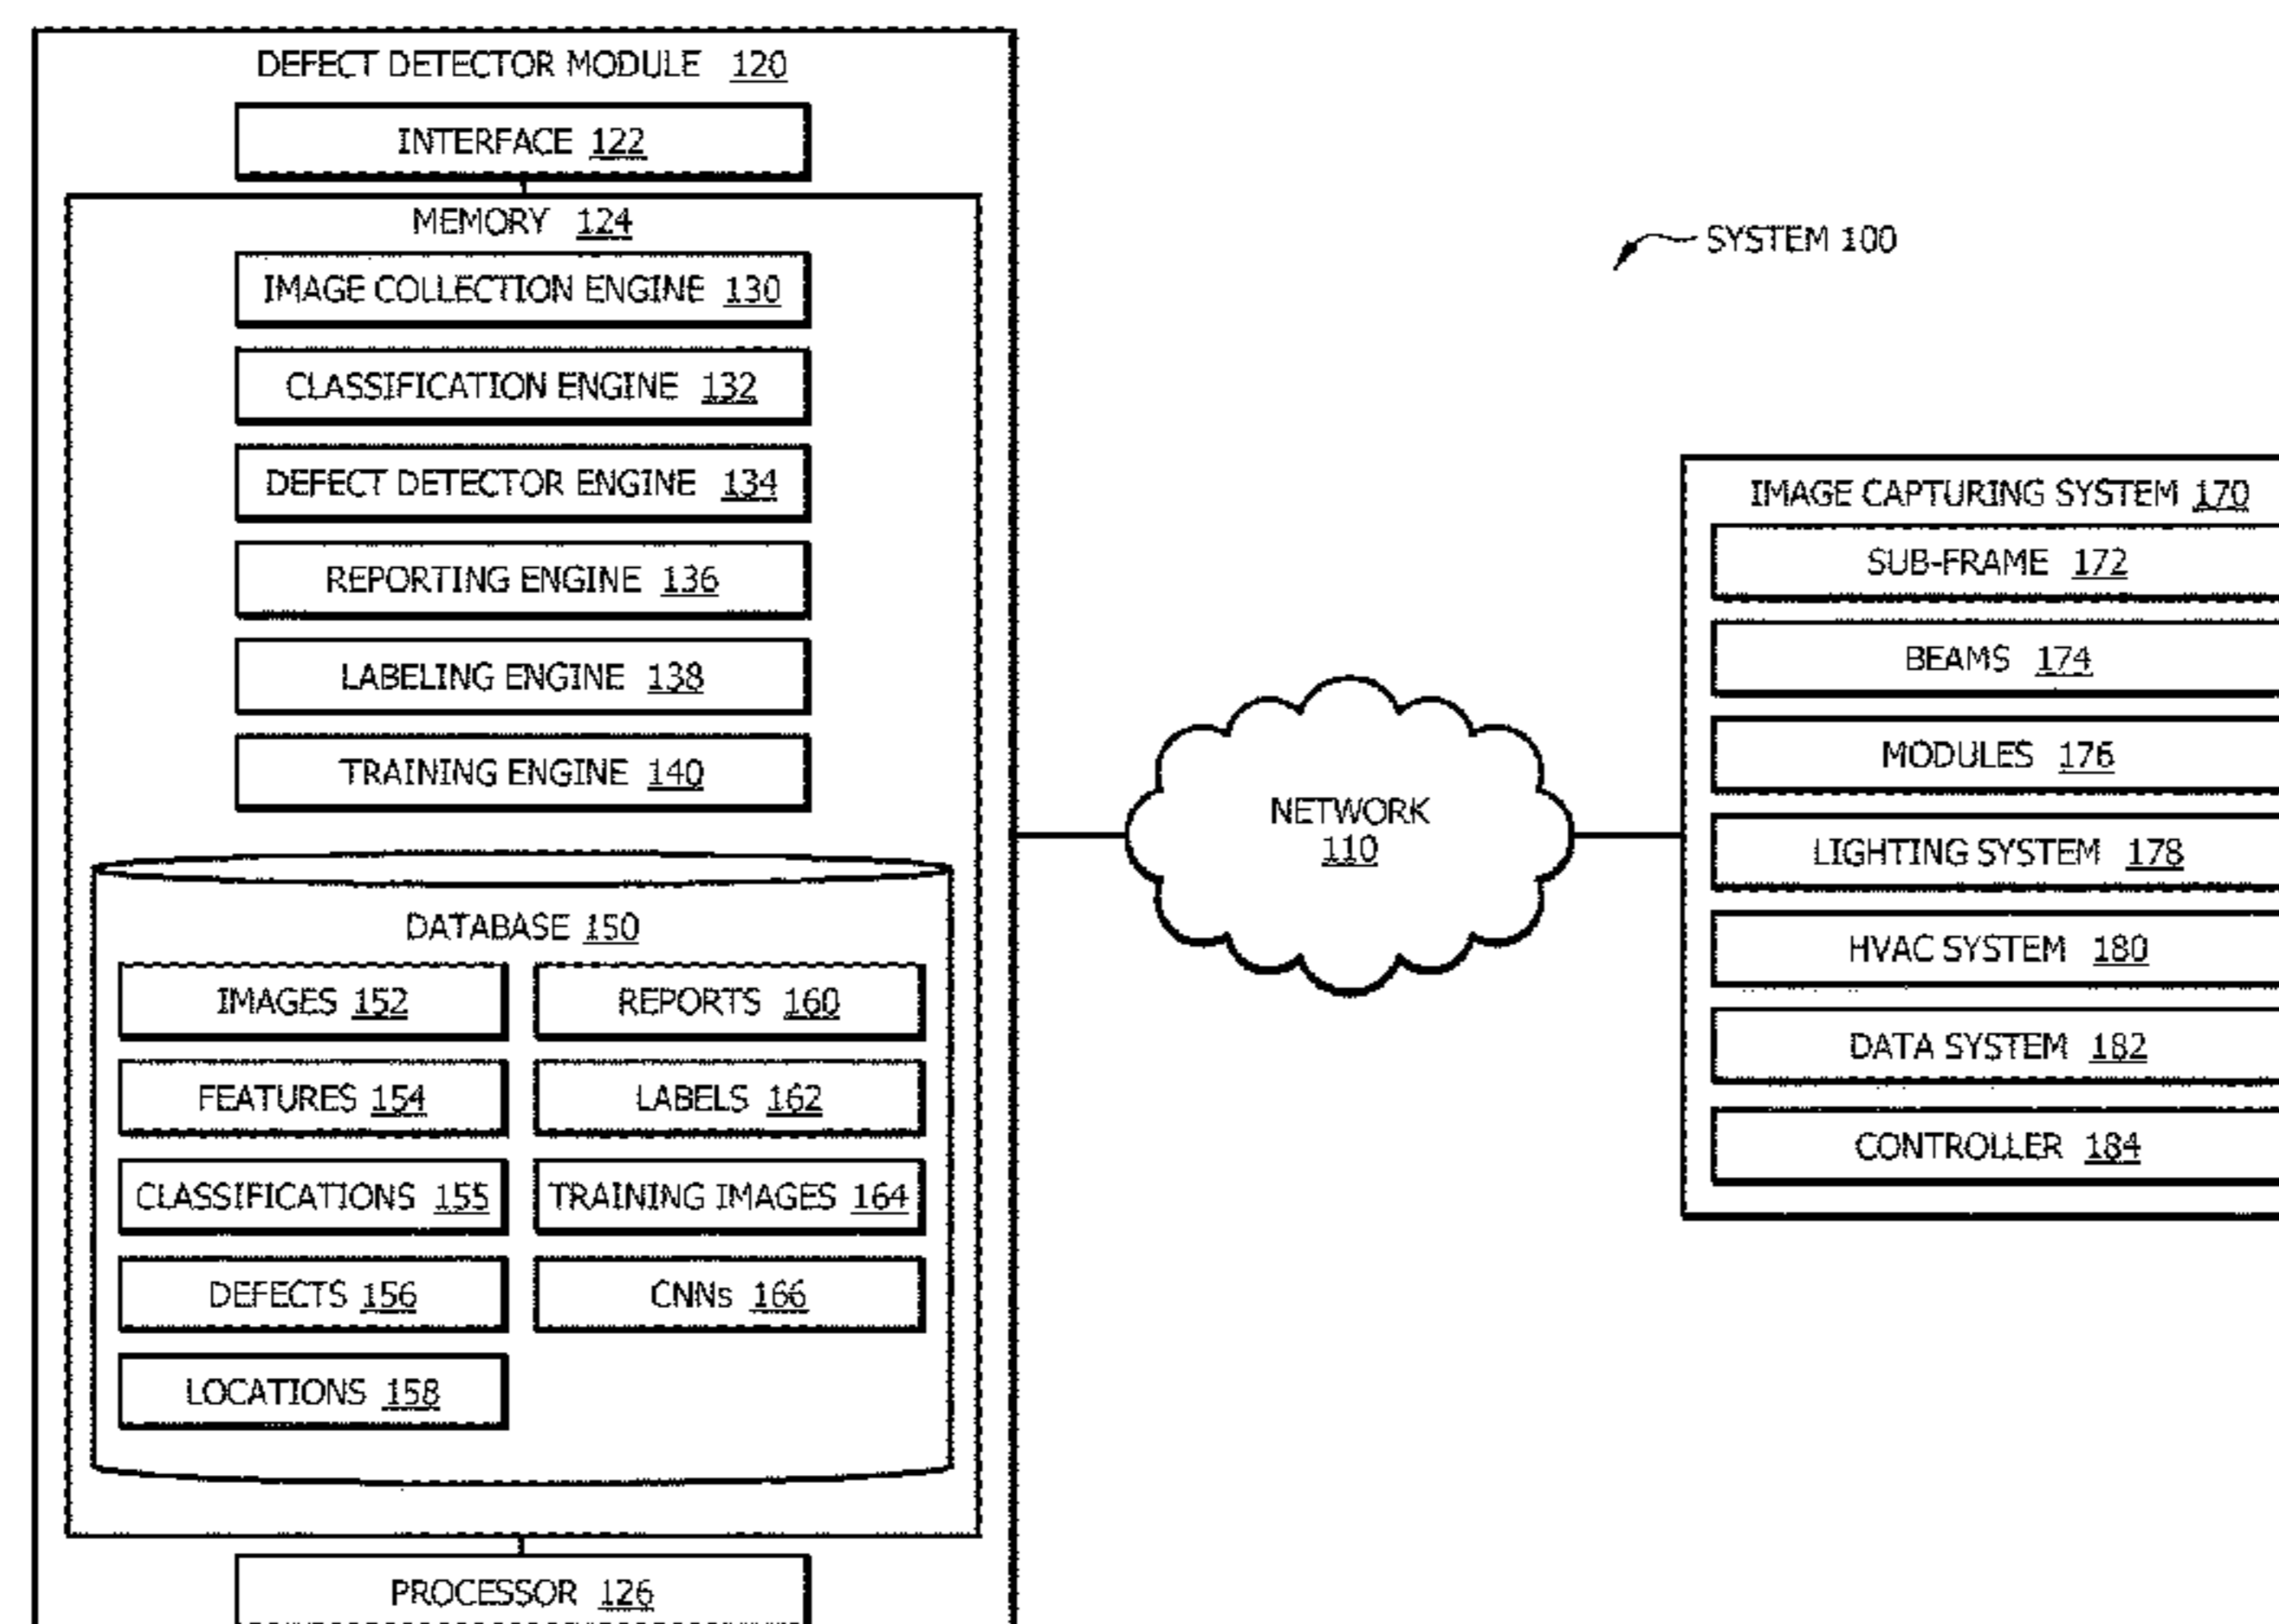 DEFECT DETECTOR MODULE 120
INTERFACE 122
MEMORY 124
IMAGE COLLECTION ENGINE 130
CLASSIFICATION ENGINE 132
DEFECT DETECTOR ENGINE 134
REPORTING ENGINE 136
LABELING ENGINE 138
TRAINING ENGINE 140
DATABASE 150
IMAGES 152
REPORTS 160
FEATURES 154
LABELS 162
CLASSIFICATIONS 155
TRAINING IMAGES 164
DEFECTS 156
CNNs 166
LOCATIONS 158
PROCESSOR 126
NETWORK
110
SYSTEM 100
IMAGE CAPTURING SYSTEM 170
SUB-FRAME 172
BEAMS 174
MODULES 176
LIGHTING SYSTEM 178
HVAC SYSTEM 180
DATA SYSTEM 182
CONTROLLER 184